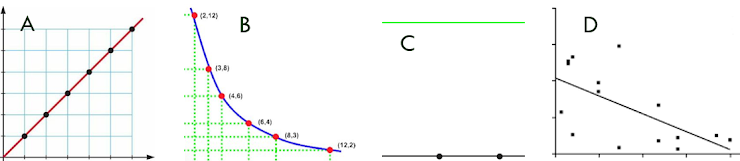 A
B
C
D
(2,12)
(3,8)
(4,6)
(6,4)
(8,3)
(12,2)